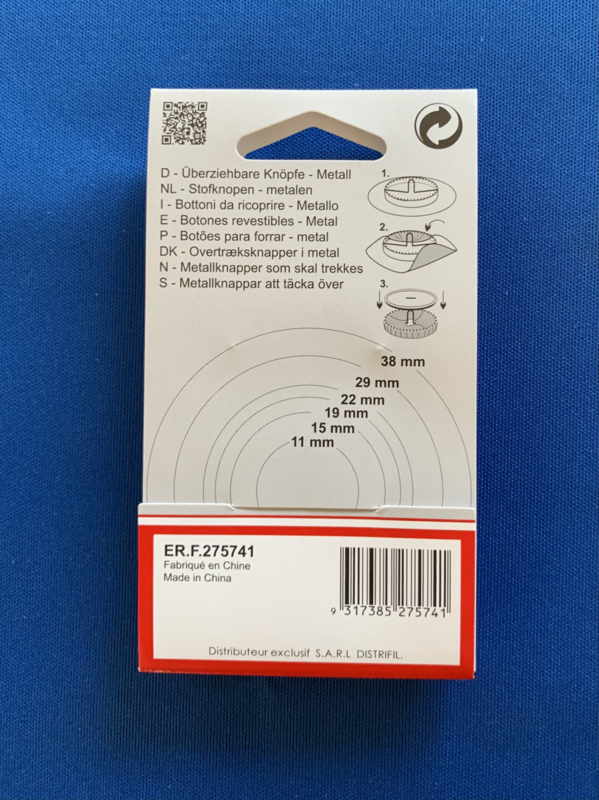 D - Überziehbare Knöpfe - Metall
NL - Stofknopen - metalen
I - Bottoni da ricoprire - Metallo
E - Botones revestibles - Metal
P - Botões para forrar - metal
DK - Overtræksknapper i metal
N - Metallknapper som skal trekkes
S - Metallknappar att täcka över
1.
2.
3.
38 mm
29 mm
22 mm
19 mm
15 mm
11 mm
ER.F.275741
Fabriqué en Chine
Made in China
9 317385 275741
Distributeur exclusif S.A.R.L DISTRIFIL.